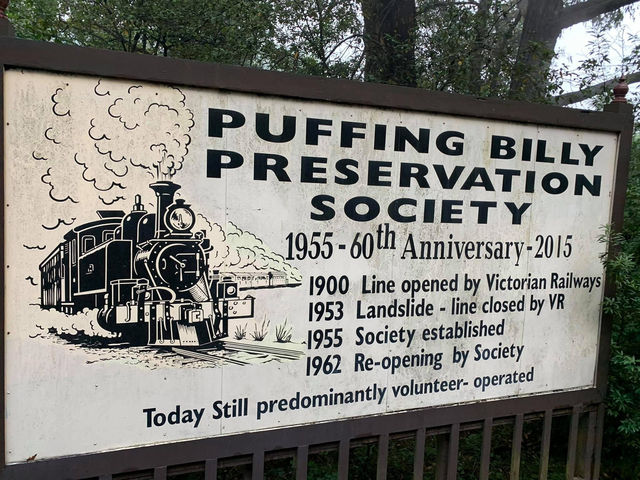 PUFFING BILLY
PRESERVATION
SOCIETY
1955-60th Anniversary-2015
1900 Line opened by Victorian Railways
1953 Landslide - line closed by VR
1955 Society established
1962 Re-opening by Society
Today Still predominantly volunteer- operated